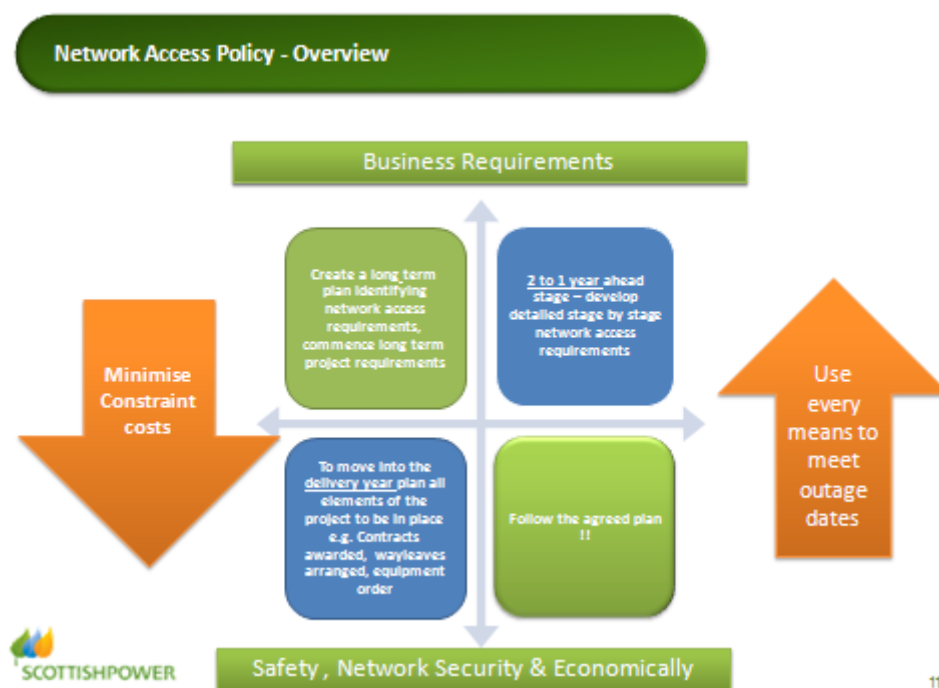 Network Access Policy - Overview
Business Requirements
Create a long term
plan identifying
network access
requirements,
commence long term
project requirements
2 to 1 year ahead
stage – develop
detailed stage by stage
network access
requirements
Minimise
Constraint
costs
Use
every
means to
meet
outage
dates
To move into the
delivery year plan all
elements of the
project to be in place
e.g. Contracts
awarded, wayleaves
arranged, equipment
order
Follow the agreed plan
!!
SCOTTISHPOWER
Safety , Network Security & Economically
11